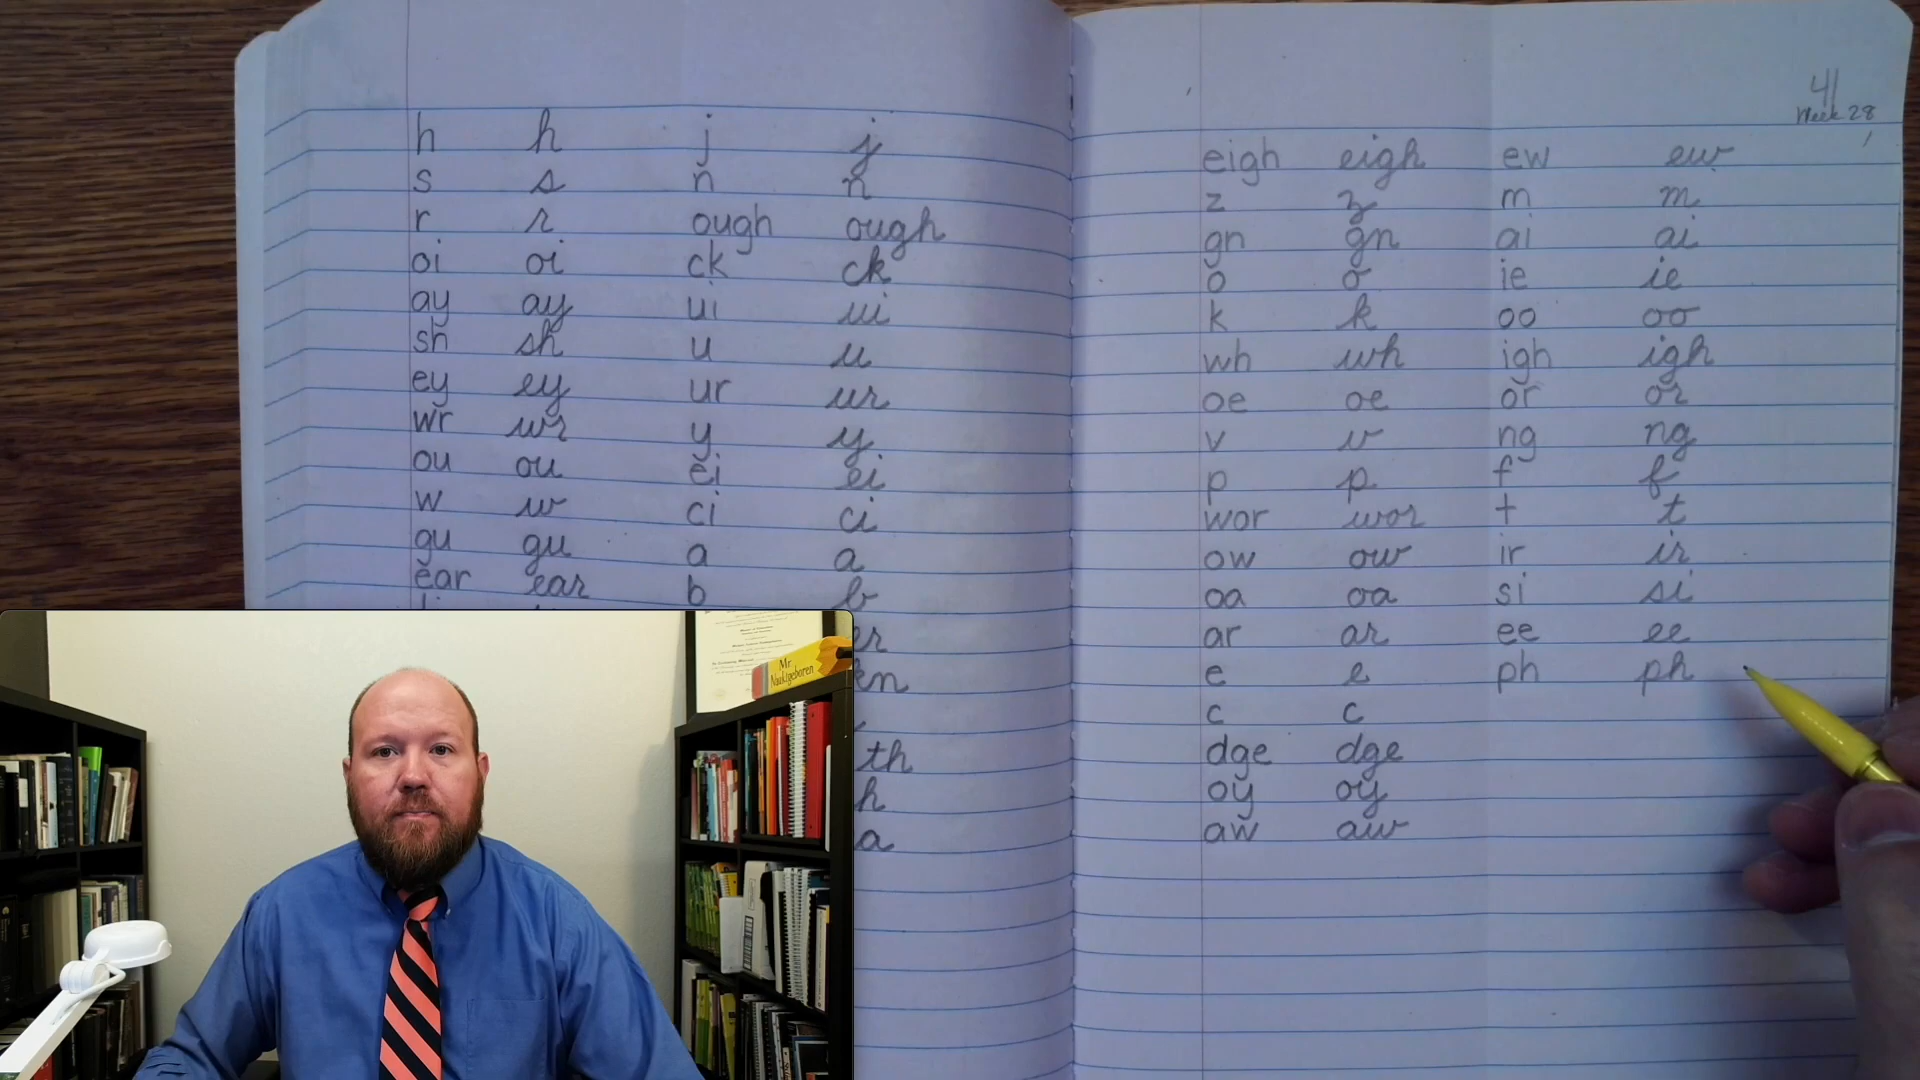 h h j j
s s n n
r r ough ough
oi oi ck ck
ay ay ui ui
sh sh u u
ey ey ur ur
wr wr y y
ou ou ei ei
w w ci ci
gu gu a a
ear ear b b
er
kn
th
h
a
41
Week 28
eigh eigh ew ew
z z m m
gn gn ai ai
o o ie ie
k k oo oo
wh wh igh igh
oe oe or or
v v ng ng
p p f f
wor wor t t
ow ow ir ir
oa oa si si
ar ar ee ee
e e ph ph
c c
dge dge
oy oy
aw aw
Mr
Nauktgeboren